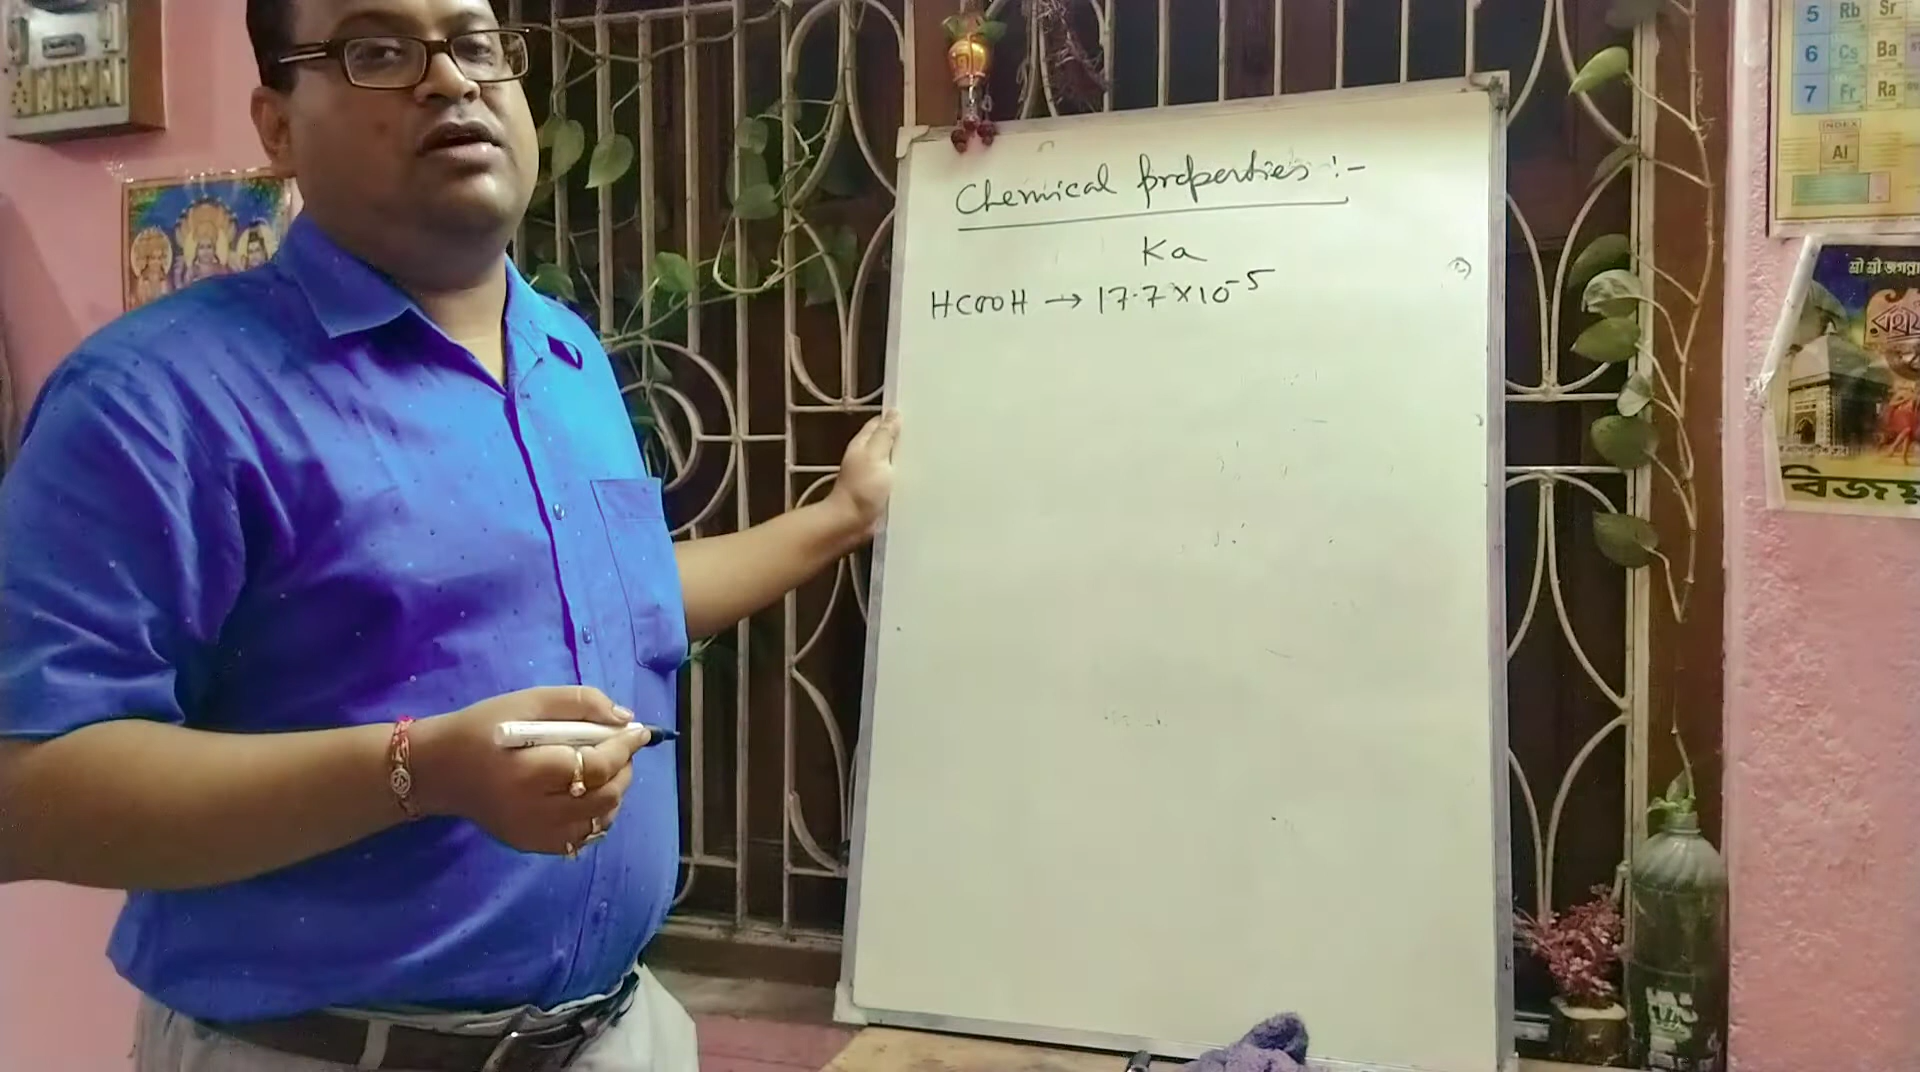 Chemical properties :-
Ka
HCOOH → 17.7 × 10⁻⁵
5 Rb Sr
6 Cs Ba
7 Fr Ra
INDEX
Al
श्री श्री জগন্না
বিজয়